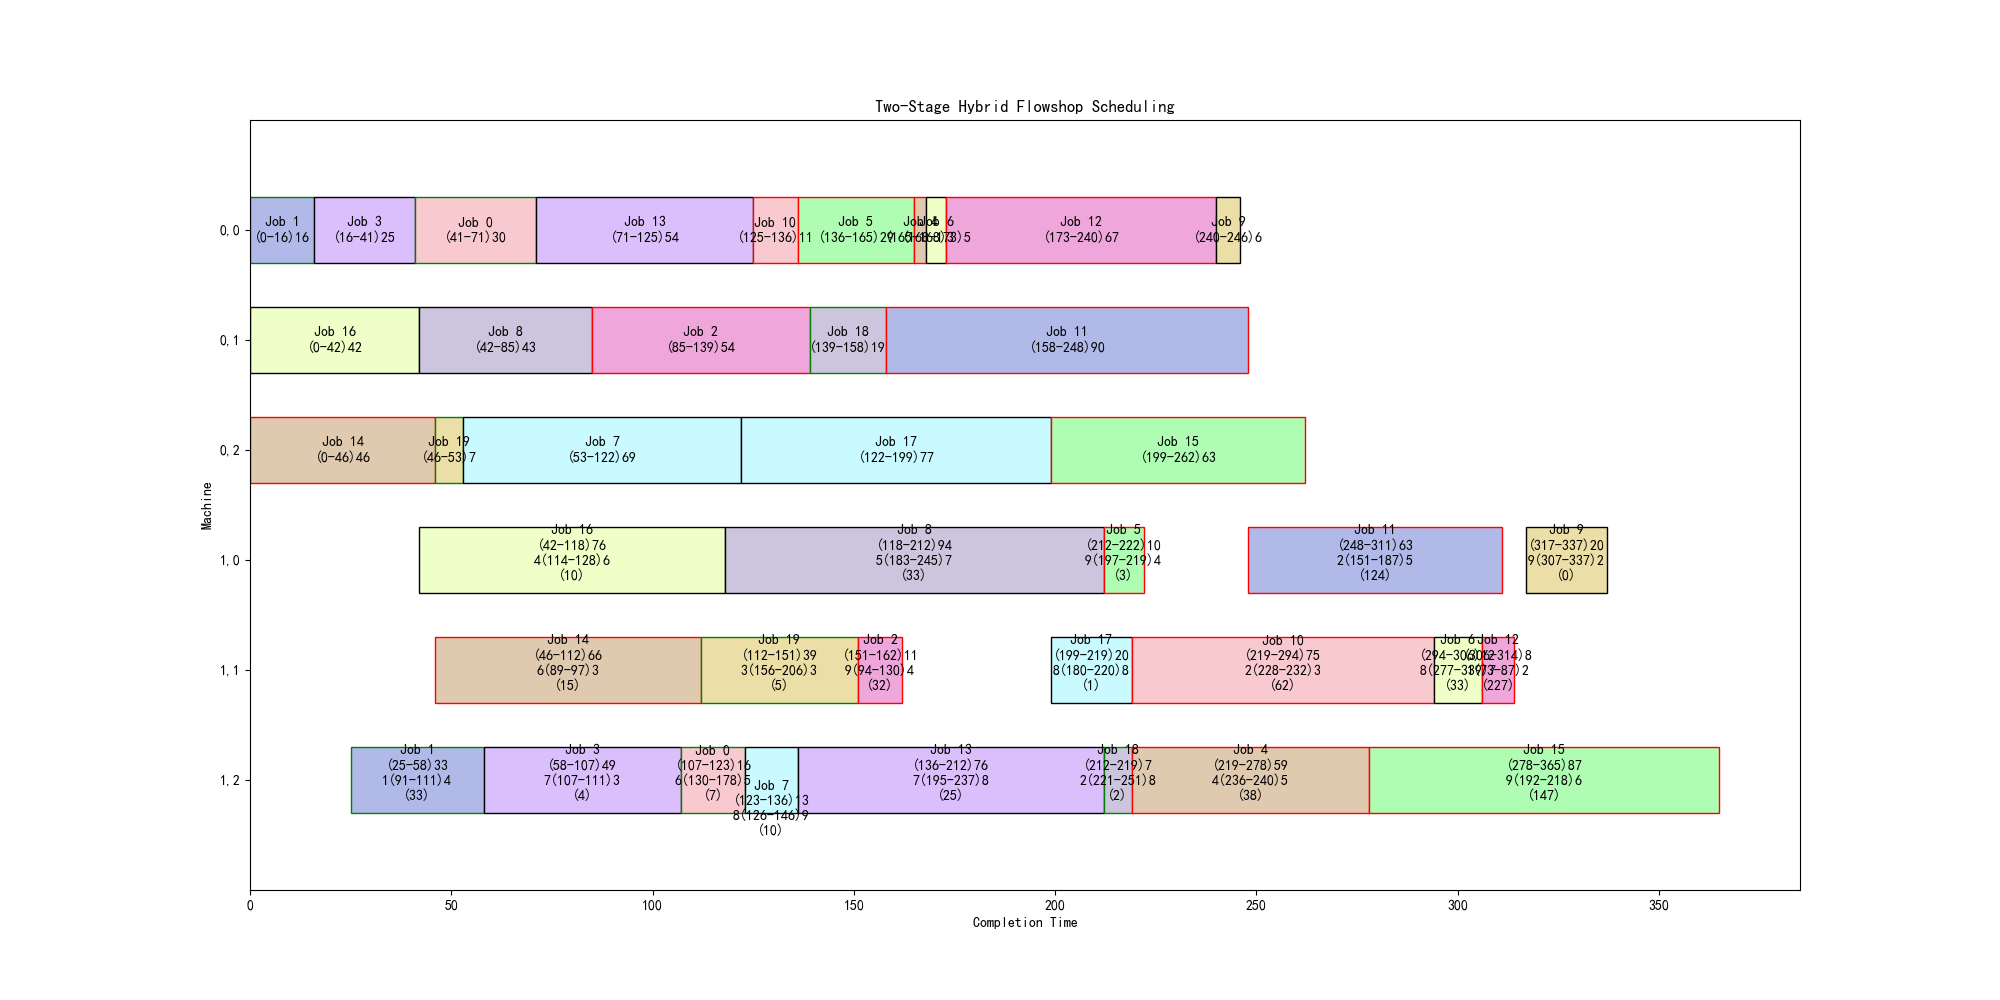 Two-Stage Hybrid Flowshop Scheduling
Machine
0,0
Job 1
(0-16)16
Job 3
(16-41)25
Job 0
(41-71)30
Job 13
(71-125)54
Job 10
(125-136)11
Job 5
(136-165)29
Job 4
Job 6
Job 12
(173-240)67
Job 9
(240-246)6
0,1
Job 16
(0-42)42
Job 8
(42-85)43
Job 2
(85-139)54
Job 18
(139-158)19
Job 11
(158-248)90
0,2
Job 14
(0-46)46
Job 19
(46-53)7
Job 7
(53-122)69
Job 17
(122-199)77
Job 15
(199-262)63
1,0
Job 16
(42-118)76
4(114-128)6
(10)
Job 8
(118-212)94
5(183-245)7
(33)
Job 5
(212-222)10
9(197-219)4
(3)
Job 11
(248-311)63
2(151-187)5
(124)
Job 9
(317-337)20
9(307-337)2
(0)
1,1
Job 14
(46-112)66
6(89-97)3
(15)
Job 19
(112-151)39
3(156-206)3
(5)
Job 2
(151-162)11
9(94-130)4
(32)
Job 17
(199-219)20
8(180-220)8
(1)
Job 10
(219-294)75
2(228-232)3
(62)
Job 6
(33)
Job 12
(306-314)8
(227)
1,2
Job 1
(25-58)33
1(91-111)4
(33)
Job 3
(58-107)49
7(107-111)3
(4)
Job 0
(107-123)16
6(130-178)5
(7)
Job 7
(123-136)13
8(126-146)9
(10)
Job 13
(136-212)76
7(195-237)8
(25)
Job 18
(212-219)7
2(221-251)8
(2)
Job 4
(219-278)59
4(236-240)5
(38)
Job 15
(278-365)87
9(192-218)6
(147)
0
50
100
150
200
250
300
350
Completion Time